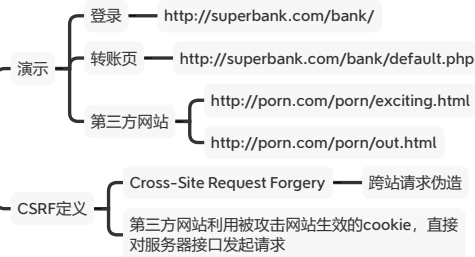 登录
http://superbank.com/bank/
演示
转账页
http://superbank.com/bank/default.php
第三方网站
http://porn.com/porn/exciting.html
http://porn.com/porn/out.html
CSRF定义
Cross-Site Request Forgery
跨站请求伪造
第三方网站利用被攻击网站生效的cookie，直接
对服务器接口发起请求